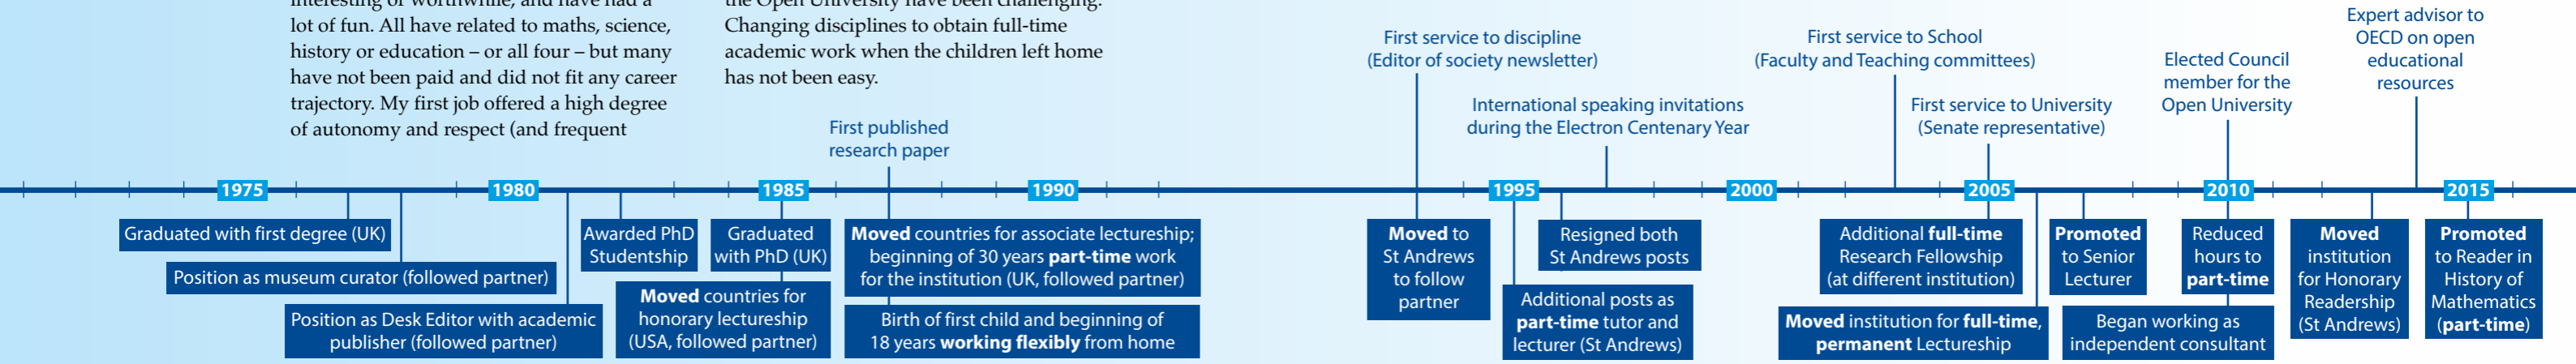 interesting or worthwhile, and have had a
lot of fun. All have related to maths, science,
history or education – or all four – but many
have not been paid and did not fit any career
trajectory. My first job offered a high degree
of autonomy and respect (and frequent
the Open University have been challenging.
Changing disciplines to obtain full-time
academic work when the children left home
has not been easy.
First published
research paper
First service to discipline
(Editor of society newsletter)
International speaking invitations
during the Electron Centenary Year
First service to School
(Faculty and Teaching committees)
First service to University
(Senate representative)
Elected Council
member for the
Open University
Expert advisor to
OECD on open
educational
resources
1975
1980
1985
1990
1995
2000
2005
2010
2015
Graduated with first degree (UK)
Position as museum curator (followed partner)
Position as Desk Editor with academic
publisher (followed partner)
Awarded PhD
Studentship
Graduated
with PhD (UK)
Moved countries for
honorary lectureship
(USA, followed partner)
Moved countries for associate lectureship;
beginning of 30 years part-time work
for the institution (UK, followed partner)
Birth of first child and beginning of
18 years working flexibly from home
Moved to
St Andrews
to follow
partner
Additional posts as
part-time tutor and
lecturer (St Andrews)
Resigned both
St Andrews posts
Additional full-time
Research Fellowship
(at different institution)
Moved institution for full-time,
permanent Lectureship
Promoted
to Senior
Lecturer
Reduced
hours to
part-time
Began working as
independent consultant
Moved
institution
for Honorary
Readership
(St Andrews)
Promoted
to Reader in
History of
Mathematics
(part-time)